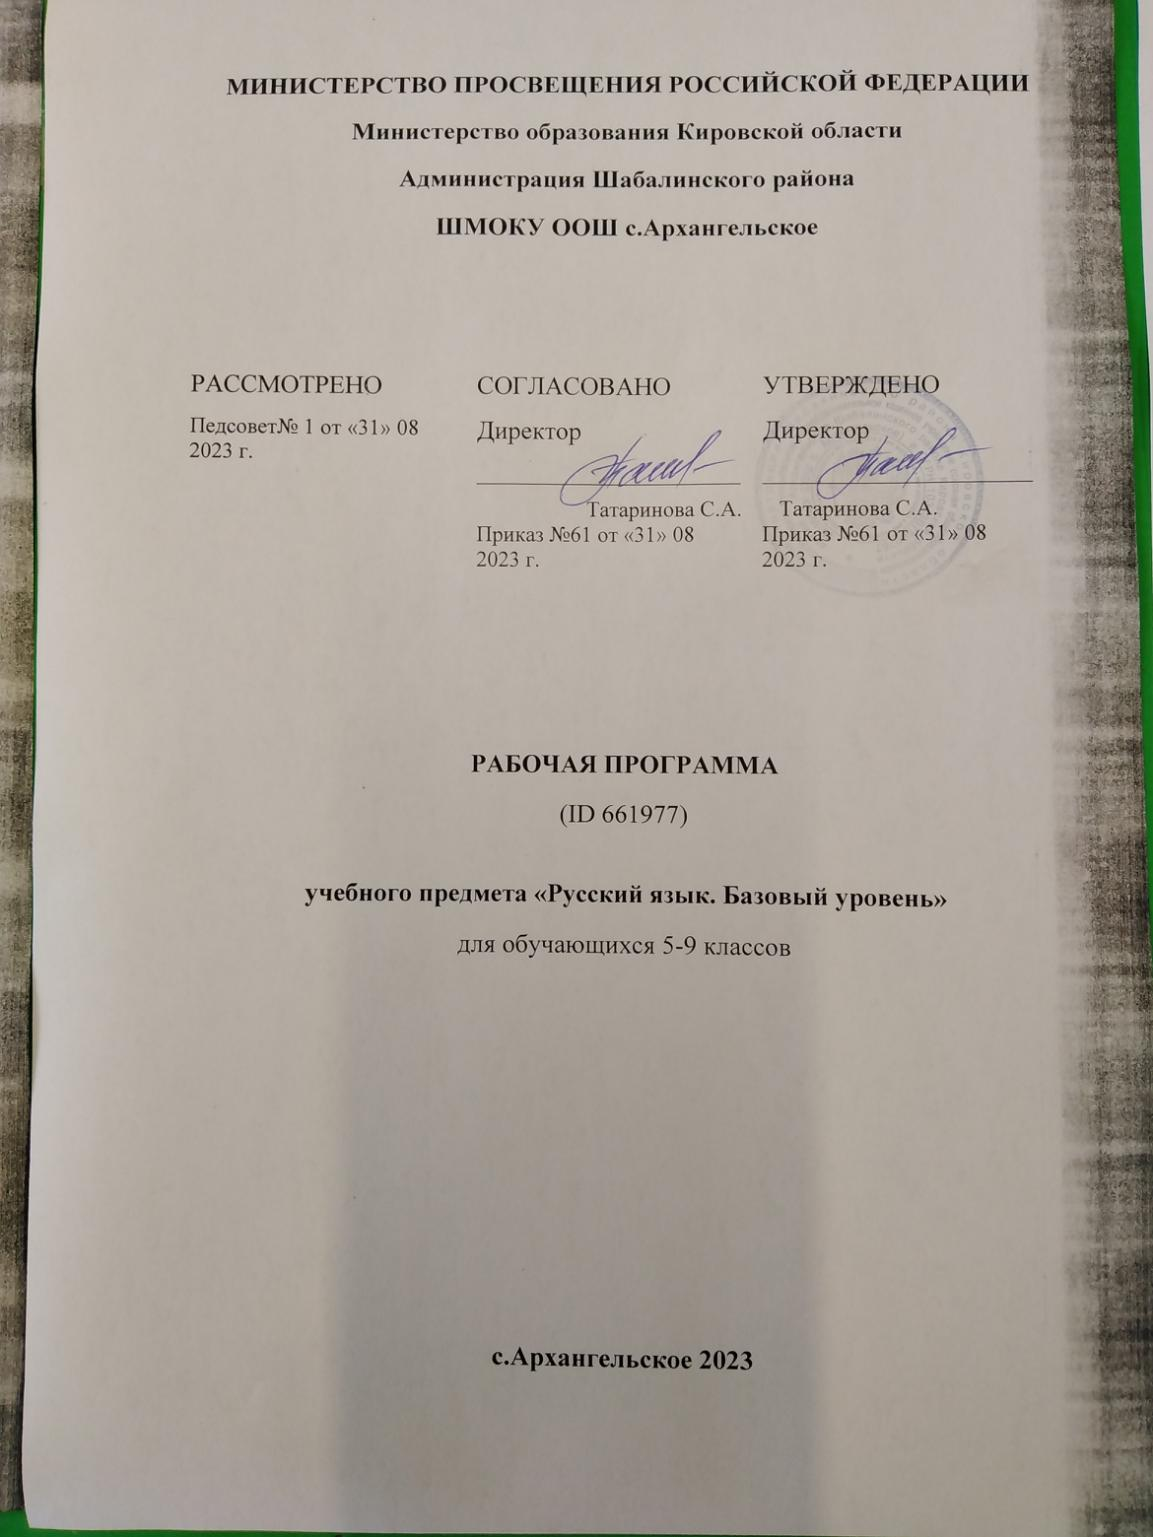 МИНИСТЕРСТВО ПРОСВЕЩЕНИЯ РОССИЙСКОЙ ФЕДЕРАЦИИ
Министерство образования Кировской области
Администрация Шабалинского района
ШМОКУ ООШ с.Архангельское
РАССМОТРЕНО
Педсовет№ 1 от «31» 08
2023 г.
СОГЛАСОВАНО
Директор
Татаринова С.А.
Приказ №61 от «31» 08
2023 г.
УТВЕРЖДЕНО
Директор
Татаринова С.А.
Приказ №61 от «31» 08
2023 г.
РАБОЧАЯ ПРОГРАММА
(ID 661977)
учебного предмета «Русский язык. Базовый уровень»
для обучающихся 5-9 классов
с.Архангельское 2023